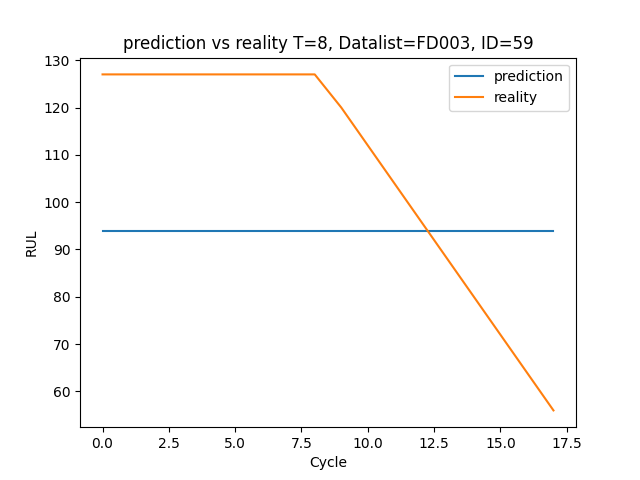 prediction vs reality T=8, Datalist=FD003, ID=59
130
120
110
100
90
80
70
60
RUL
prediction
reality
0.0 2.5 5.0 7.5 10.0 12.5 15.0 17.5
Cycle